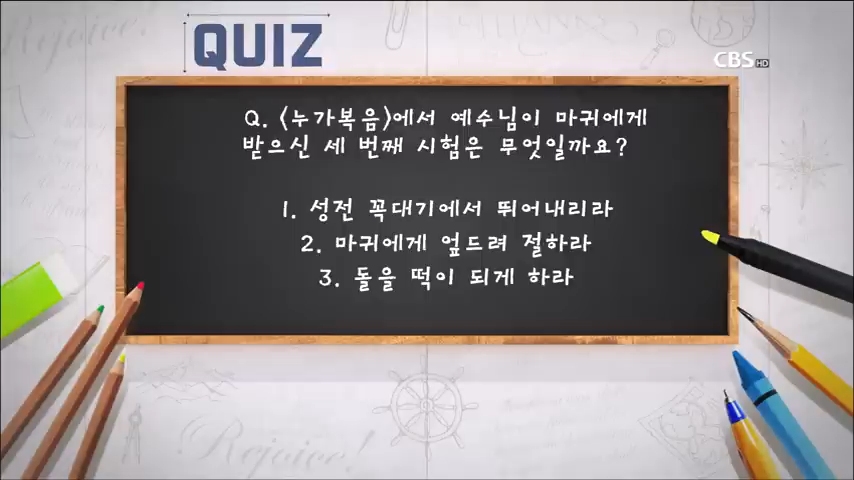 QUIZ
CBS HD
Q. <누가복음>에서 예수님이 마귀에게
받으신 세 번째 시험은 무엇일까요?
1. 성전 꼭대기에서 뛰어내리라
2. 마귀에게 엎드려 절하라
3. 돌을 떡이 되게 하라
Rejoice!
Rejoice!